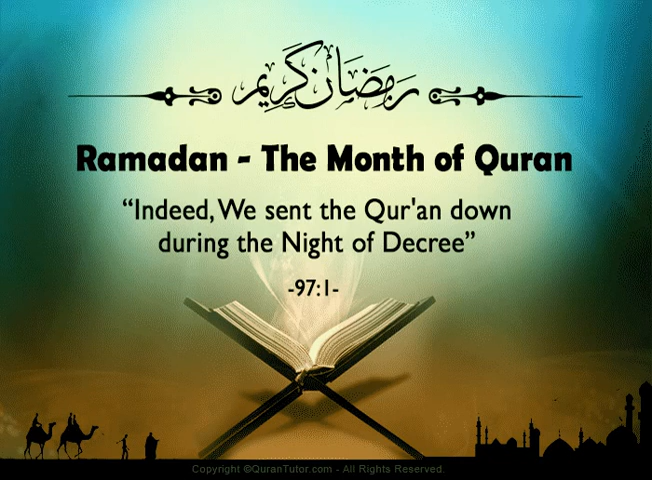 رمضان كريم
Ramadan - The Month of Quran
“Indeed, We sent the Qur'an down
during the Night of Decree”
-97:1-
Copyright ©QuranTutor.com - All Rights Reserved.